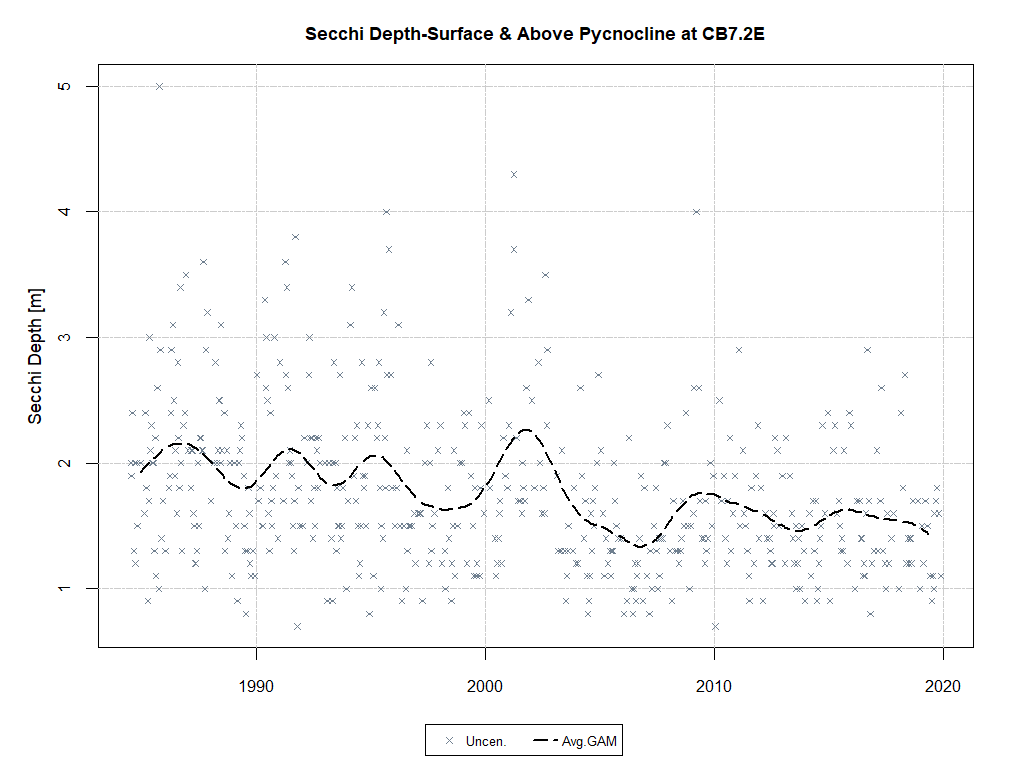 Secchi Depth-Surface & Above Pycnocline at CB7.2E
Secchi Depth [m]
5
4
3
2
1
1990 2000 2010 2020
Uncen. Avg.GAM